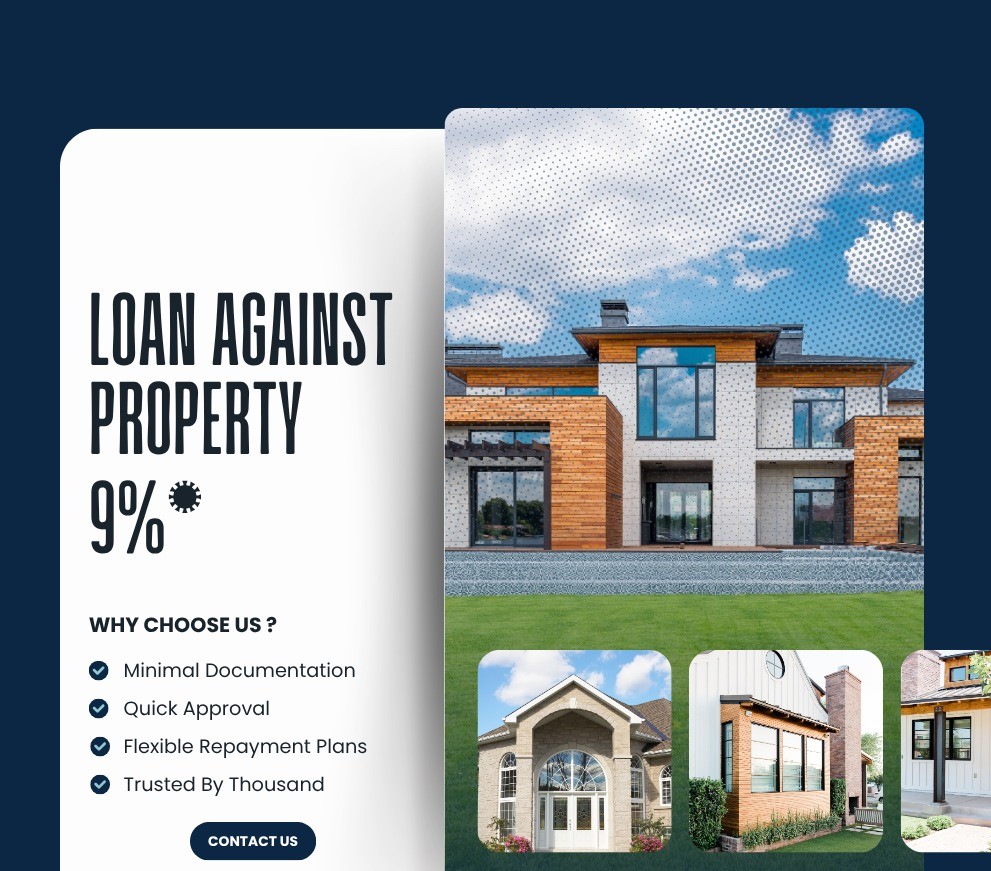 LOAN AGAINST
PROPERTY
9%*
WHY CHOOSE US ?
Minimal Documentation
Quick Approval
Flexible Repayment Plans
Trusted By Thousand
CONTACT US